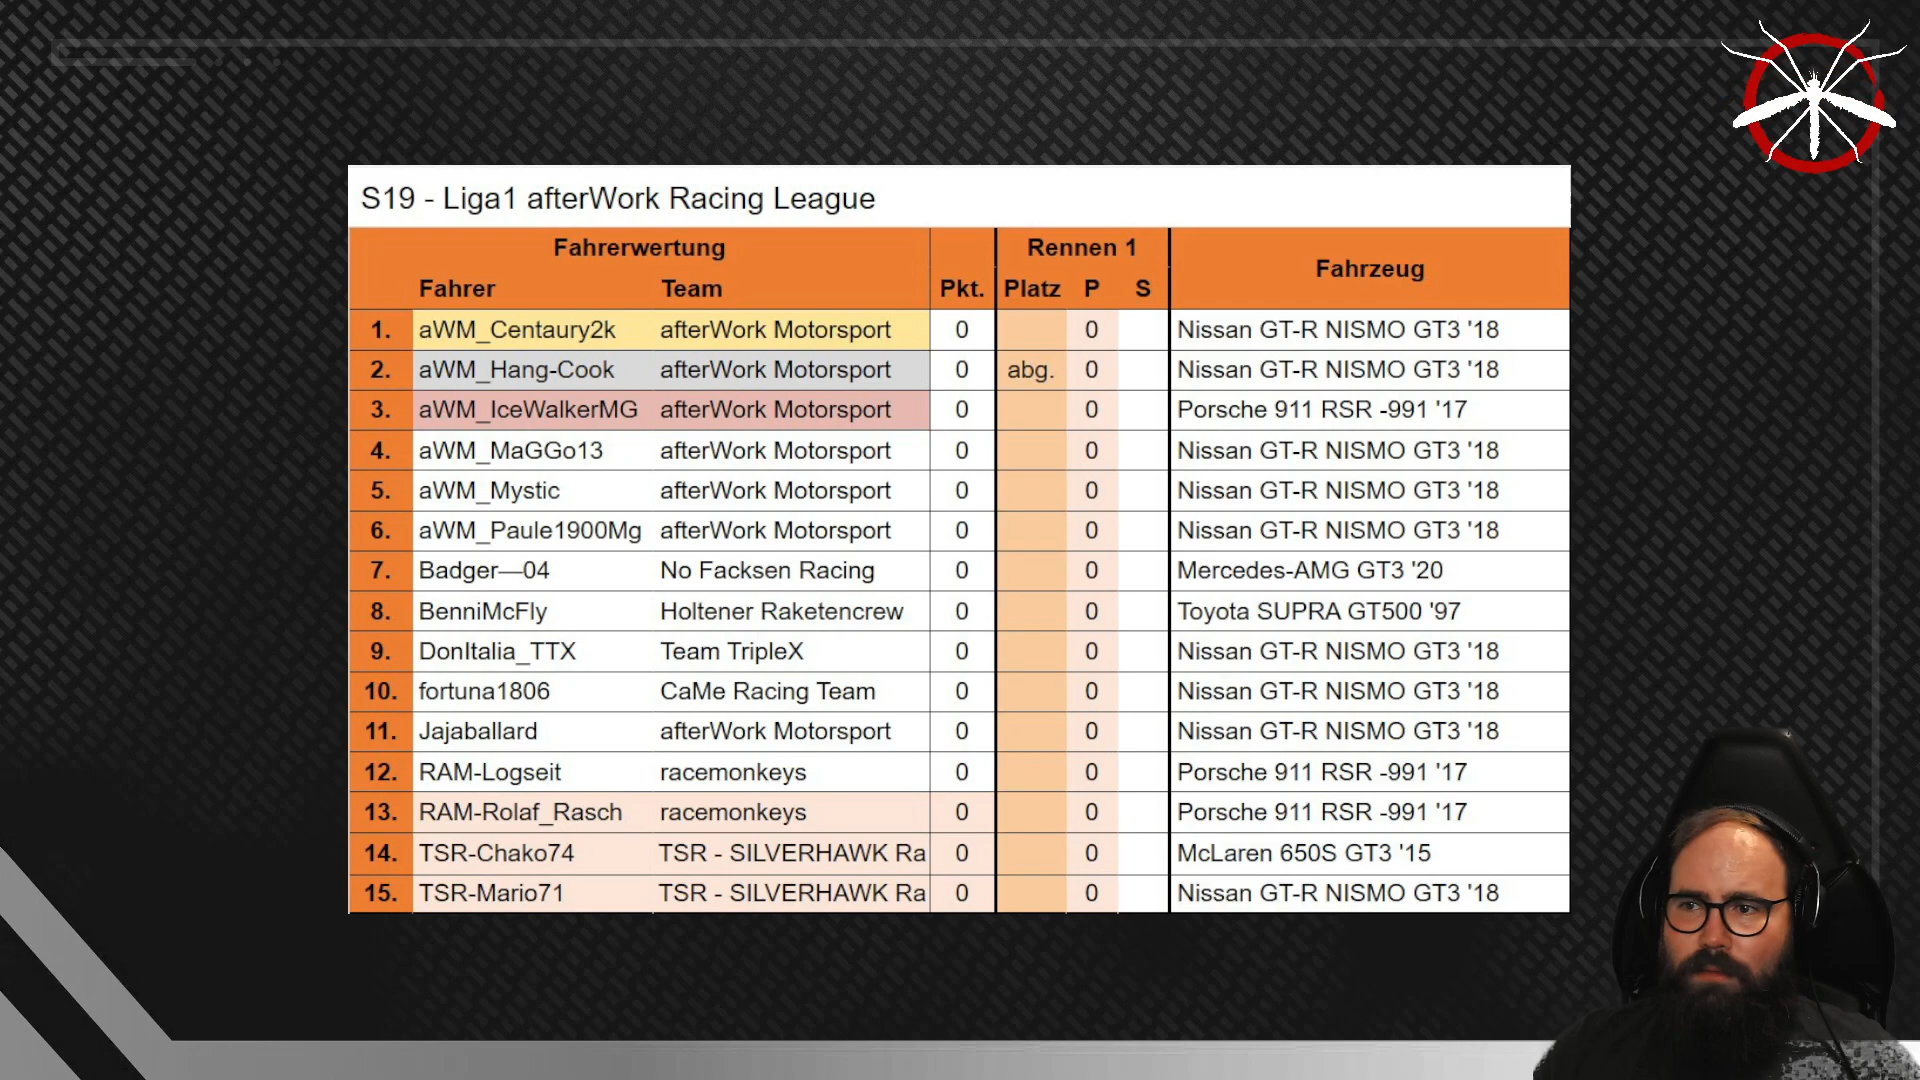 S19 - Liga1 afterWork Racing League
Fahrerwertung Rennen 1 Fahrzeug
Fahrer Team Pkt. Platz P S
1. aWM_Centaury2k afterWork Motorsport 0 0 Nissan GT-R NISMO GT3 '18
2. aWM_Hang-Cook afterWork Motorsport 0 abg. 0 Nissan GT-R NISMO GT3 '18
3. aWM_IceWalkerMG afterWork Motorsport 0 0 Porsche 911 RSR -991 '17
4. aWM_MaGGo13 afterWork Motorsport 0 0 Nissan GT-R NISMO GT3 '18
5. aWM_Mystic afterWork Motorsport 0 0 Nissan GT-R NISMO GT3 '18
6. aWM_Paule1900Mg afterWork Motorsport 0 0 Nissan GT-R NISMO GT3 '18
7. Badger—04 No Facksen Racing 0 0 Mercedes-AMG GT3 '20
8. BenniMcFly Holtener Raketencrew 0 0 Toyota SUPRA GT500 '97
9. DonItalia_TTX Team TripleX 0 0 Nissan GT-R NISMO GT3 '18
10. fortuna1806 CaMe Racing Team 0 0 Nissan GT-R NISMO GT3 '18
11. Jajaballard afterWork Motorsport 0 0 Nissan GT-R NISMO GT3 '18
12. RAM-Logseit racemonkeys 0 0 Porsche 911 RSR -991 '17
13. RAM-Rolaf_Rasch racemonkeys 0 0 Porsche 911 RSR -991 '17
14. TSR-Chako74 TSR - SILVERHAWK Ra 0 0 McLaren 650S GT3 '15
15. TSR-Mario71 TSR - SILVERHAWK Ra 0 0 Nissan GT-R NISMO GT3 '18